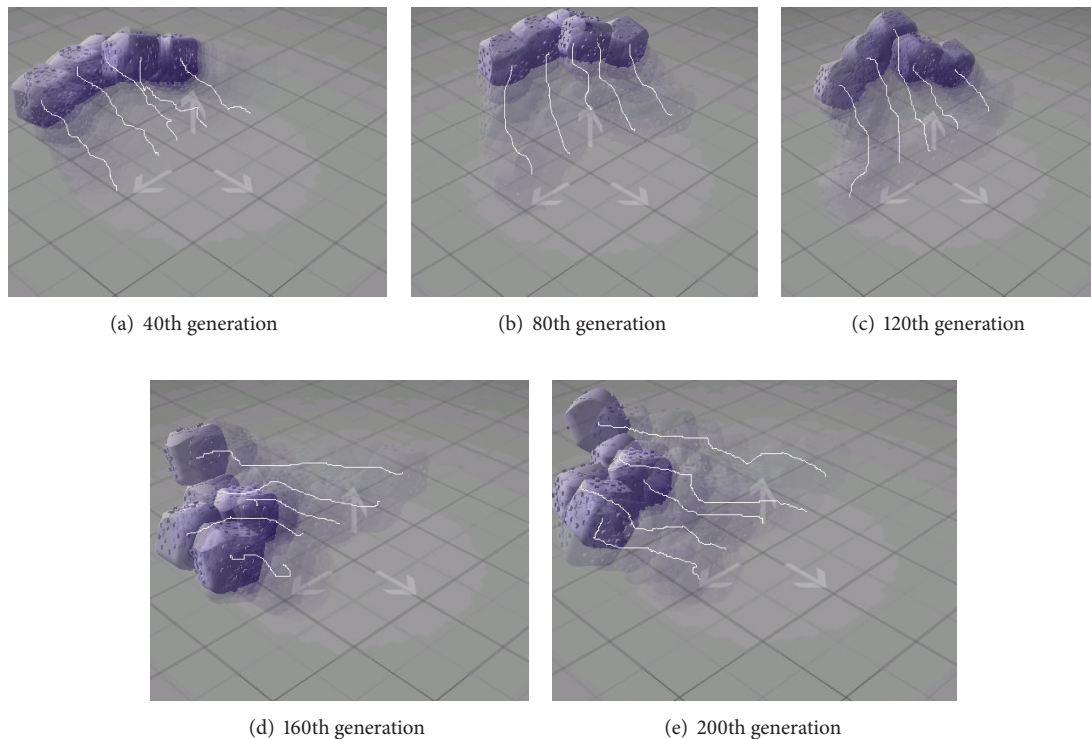 (a) 40th generation
(b) 80th generation
(c) 120th generation
(d) 160th generation
(e) 200th generation